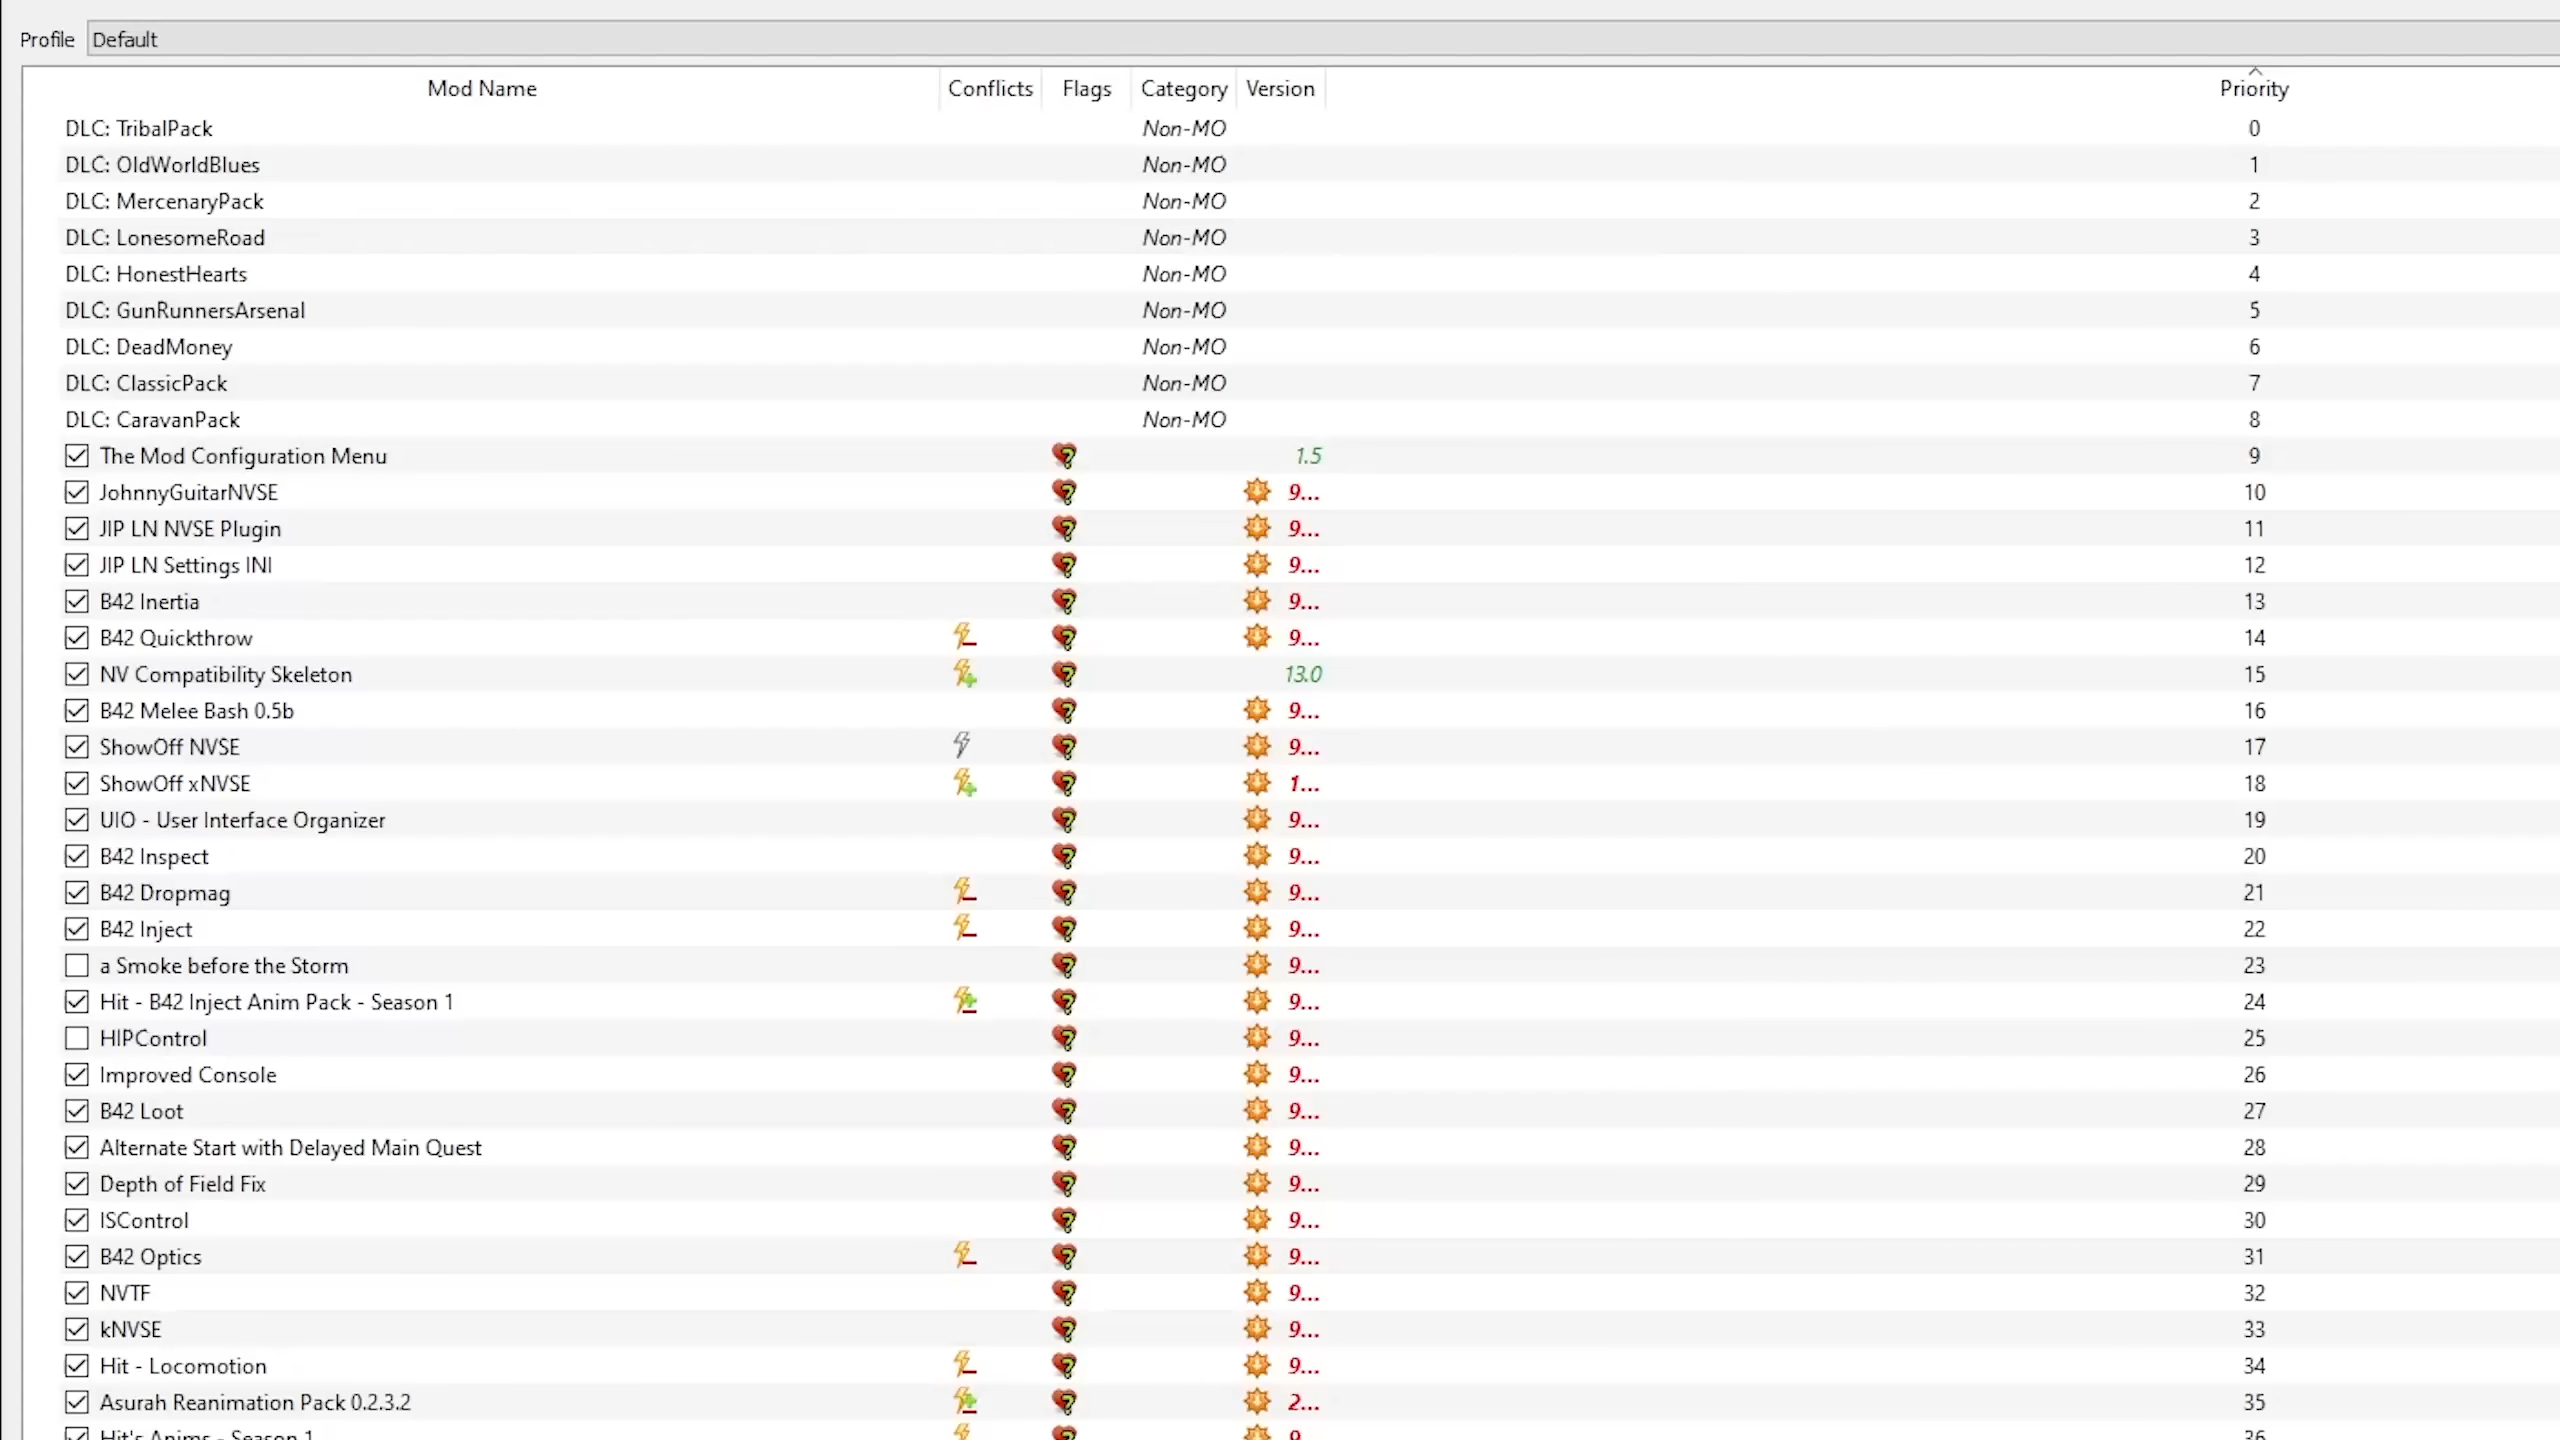 Profile Default
Mod Name Conflicts Flags Category Version Priority
DLC: TribalPack Non-MO 0
DLC: OldWorldBlues Non-MO 1
DLC: MercenaryPack Non-MO 2
DLC: LonesomeRoad Non-MO 3
DLC: HonestHearts Non-MO 4
DLC: GunRunnersArsenal Non-MO 5
DLC: DeadMoney Non-MO 6
DLC: ClassicPack Non-MO 7
DLC: CaravanPack Non-MO 8
The Mod Configuration Menu 1.5 9
JohnnyGuitarNVSE 9... 10
JIP LN NVSE Plugin 9... 11
JIP LN Settings INI 9... 12
B42 Inertia 9... 13
B42 Quickthrow 9... 14
NV Compatibility Skeleton 13.0 15
B42 Melee Bash 0.5b 9... 16
ShowOff NVSE 9... 17
ShowOff xNVSE 1... 18
UIO - User Interface Organizer 9... 19
B42 Inspect 9... 20
B42 Dropmag 9... 21
B42 Inject 9... 22
a Smoke before the Storm 9... 23
Hit - B42 Inject Anim Pack - Season 1 9... 24
HIPControl 9... 25
Improved Console 9... 26
B42 Loot 9... 27
Alternate Start with Delayed Main Quest 9... 28
Depth of Field Fix 9... 29
ISControl 9... 30
B42 Optics 9... 31
NVTF 9... 32
kNVSE 9... 33
Hit - Locomotion 9... 34
Asurah Reanimation Pack 0.2.3.2 2... 35
Hit's Anims - Season 1 9 36